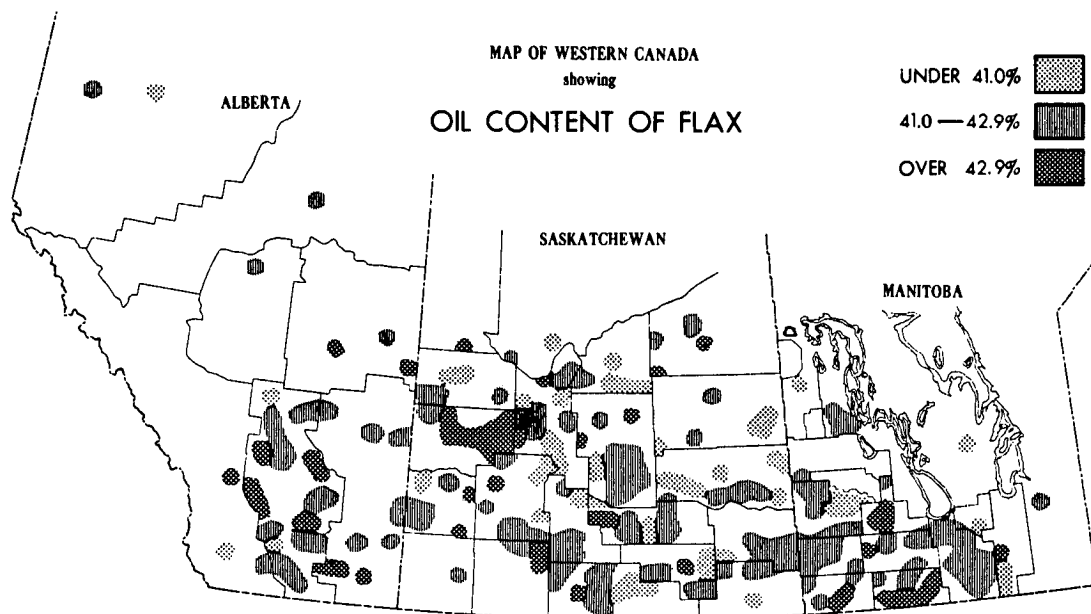 MAP OF WESTERN CANADA
showing
OIL CONTENT OF FLAX
UNDER 41.0%
41.0 — 42.9%
OVER 42.9%
ALBERTA
SASKATCHEWAN
MANITOBA